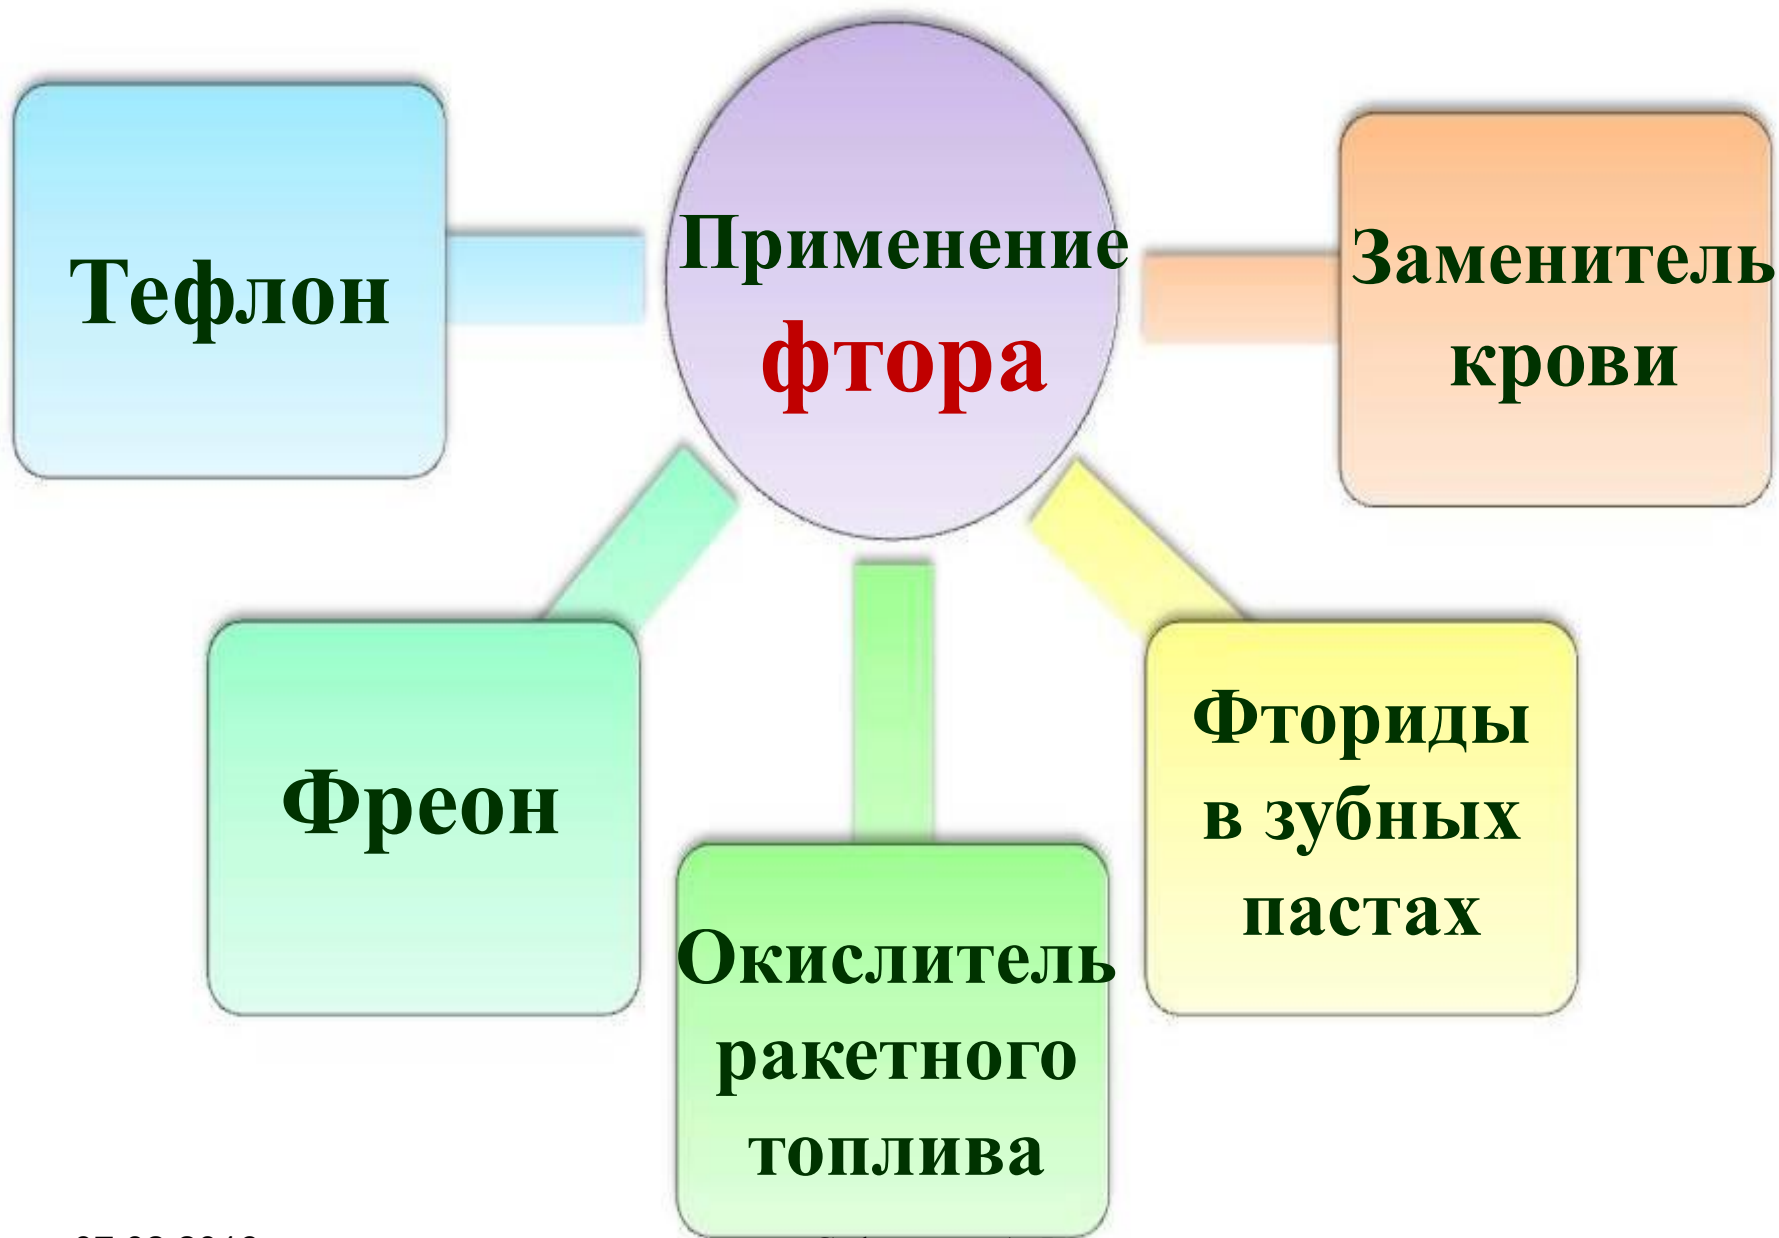 Применение
фтора
Тефлон
Заменитель
крови
Фреон
Фториды
в зубных
пастах
Окислитель
ракетного
топлива